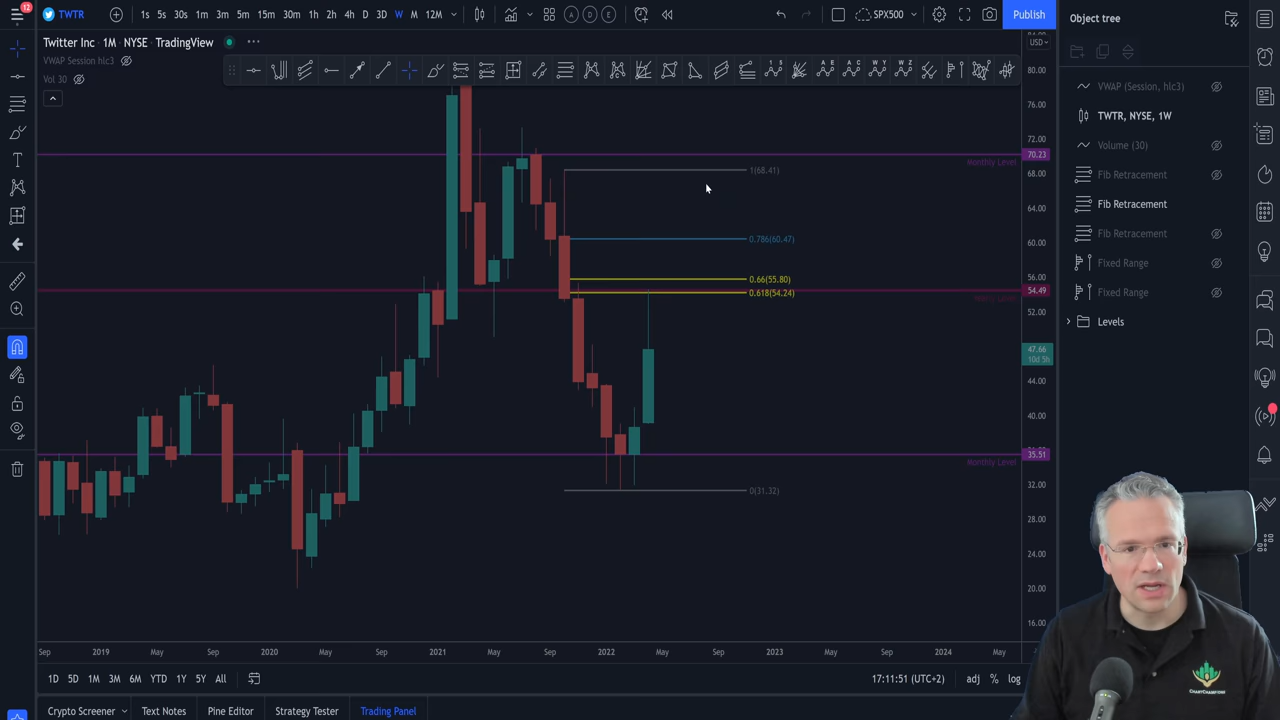 12
TWTR
1s 5s 30s 1m 3m 5m 15m 30m 1h 2h 4h D 3D W M 12M
A D E
SPX500
Publish
Object tree
Twitter Inc · 1M · NYSE · TradingView
VWAP Session hlc3
Vol 30
USD
80.00
76.00
72.00
70.23
Monthly Level
68.00
64.00
60.00
56.00
54.49
52.00
47.66
10d 5h
44.00
40.00
35.51
Monthly Level
32.00
28.00
24.00
20.00
16.00
1(68.41)
0.786(60.47)
0.66(55.80)
0.618(54.24)
0(31.32)
VWAP (Session, hlc3)
TWTR, NYSE, 1W
Volume (30)
Fib Retracement
Fib Retracement
Fib Retracement
Fixed Range
Fixed Range
Levels
Sep 2019 May Sep 2020 May Sep 2021 May Sep 2022 May Sep 2023 May Sep 2024 May
1D 5D 1M 3M 6M YTD 1Y 5Y All
17:11:51 (UTC+2) adj % log
Crypto Screener Text Notes Pine Editor Strategy Tester Trading Panel
CHARTCHAMPIONS